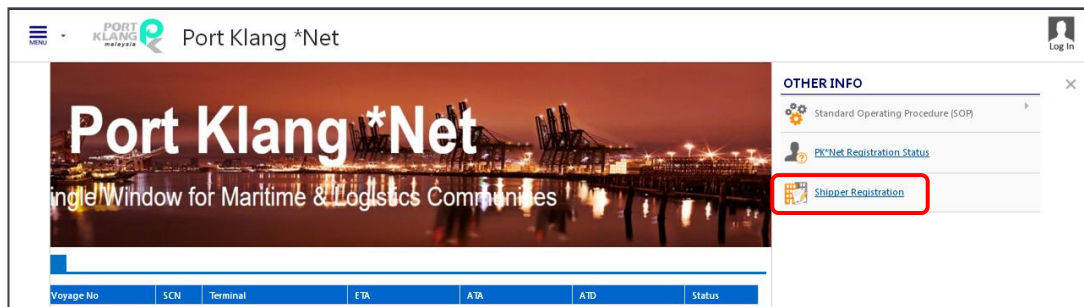 MENU
PORT
KLANG
malaysia
Port Klang *Net
Log In
Port Klang *Net
ingle Window for Maritime & Logistics Communities
OTHER INFO
Standard Operating Procedure (SOP)
PK*Net Registration Status
Shipper Registration
Voyage No SCN Terminal ETA ATA ATD Status